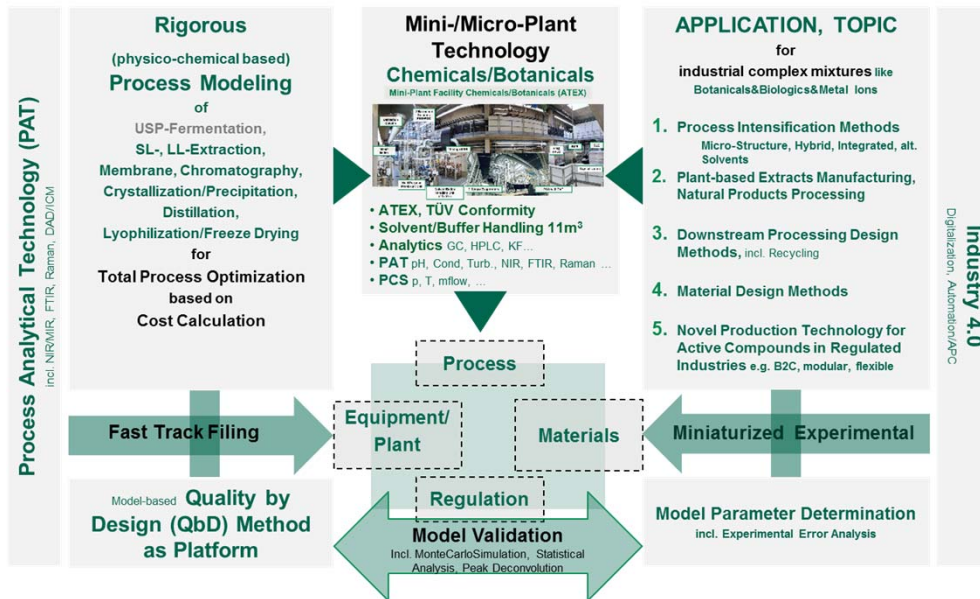 Process Analytical Technology (PAT)
incl. NIR/MIR, FTIR, Raman, DAD/ICM
Rigorous
(physico-chemical based)
Process Modeling
of
USP-Fermentation,
SL-, LL-Extraction,
Membrane, Chromatography,
Crystallization/Precipitation,
Distillation,
Lyophilization/Freeze Drying
for
Total Process Optimization
based on
Cost Calculation
Mini-/Micro-Plant
Technology
Chemicals/Botanicals
Mini-Plant Facility Chemicals/Botanicals (ATEX)
• ATEX, TÜV Conformity
• Solvent/Buffer Handling 11m³
• Analytics GC, HPLC, KF...
• PAT pH, Cond, Turb., NIR, FTIR, Raman ...
• PCS p, T, mflow, ...
APPLICATION, TOPIC
for
industrial complex mixtures like
Botanicals&Biologics&Metal Ions
1. Process Intensification Methods
Micro-Structure, Hybrid, Integrated, alt.
Solvents
2. Plant-based Extracts Manufacturing,
Natural Products Processing
3. Downstream Processing Design
Methods, incl. Recycling
4. Material Design Methods
5. Novel Production Technology for
Active Compounds in Regulated
Industries e.g. B2C, modular, flexible
Industry 4.0
Digitalization, Automation/APC
Process
Fast Track Filing
Equipment/
Plant
Materials
Miniaturized Experimental
Regulation
Model-based Quality by
Design (QbD) Method
as Platform
Model Validation
Incl. MonteCarloSimulation, Statistical
Analysis, Peak Deconvolution
Model Parameter Determination
incl. Experimental Error Analysis